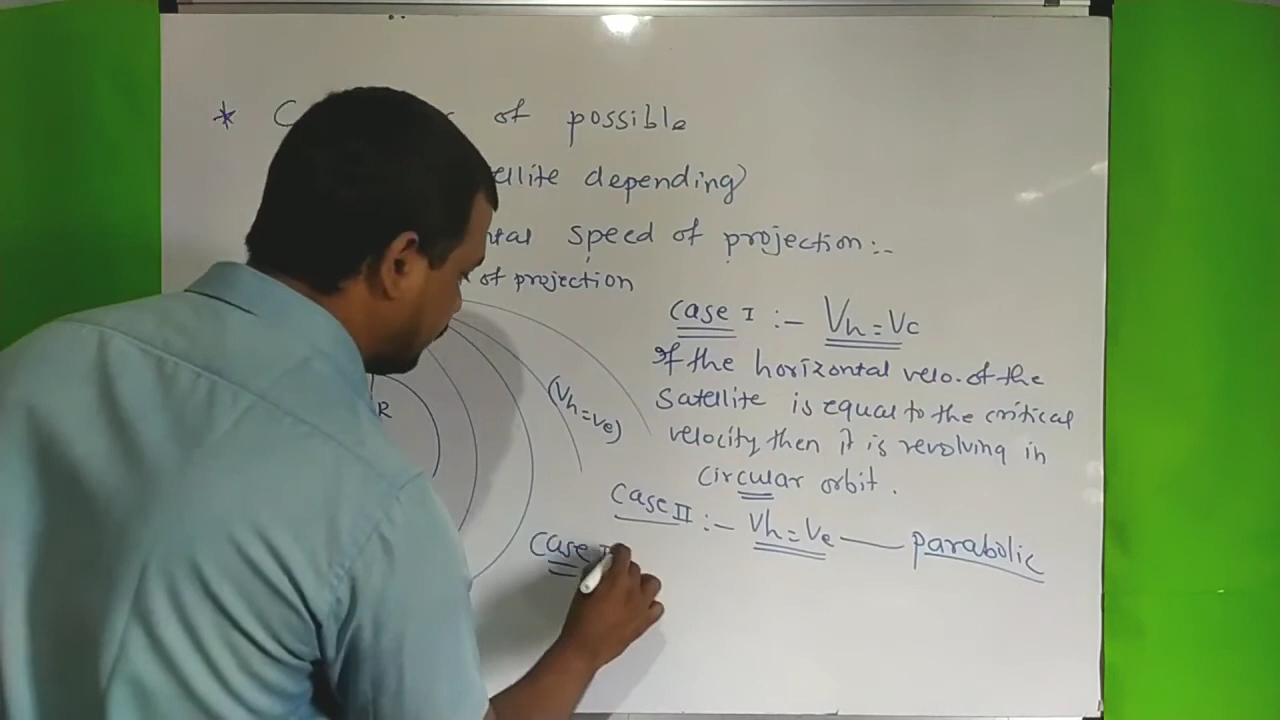 * of possible
depending)
speed of projection:-
of projection
Case I :- Vh = Vc
If the horizontal velo. of the
Satellite is equal to the critical
velocity then it is revolving in
Circular orbit.
Case II :- Vh = Ve — parabolic
Case
(Vh = Ve)
R